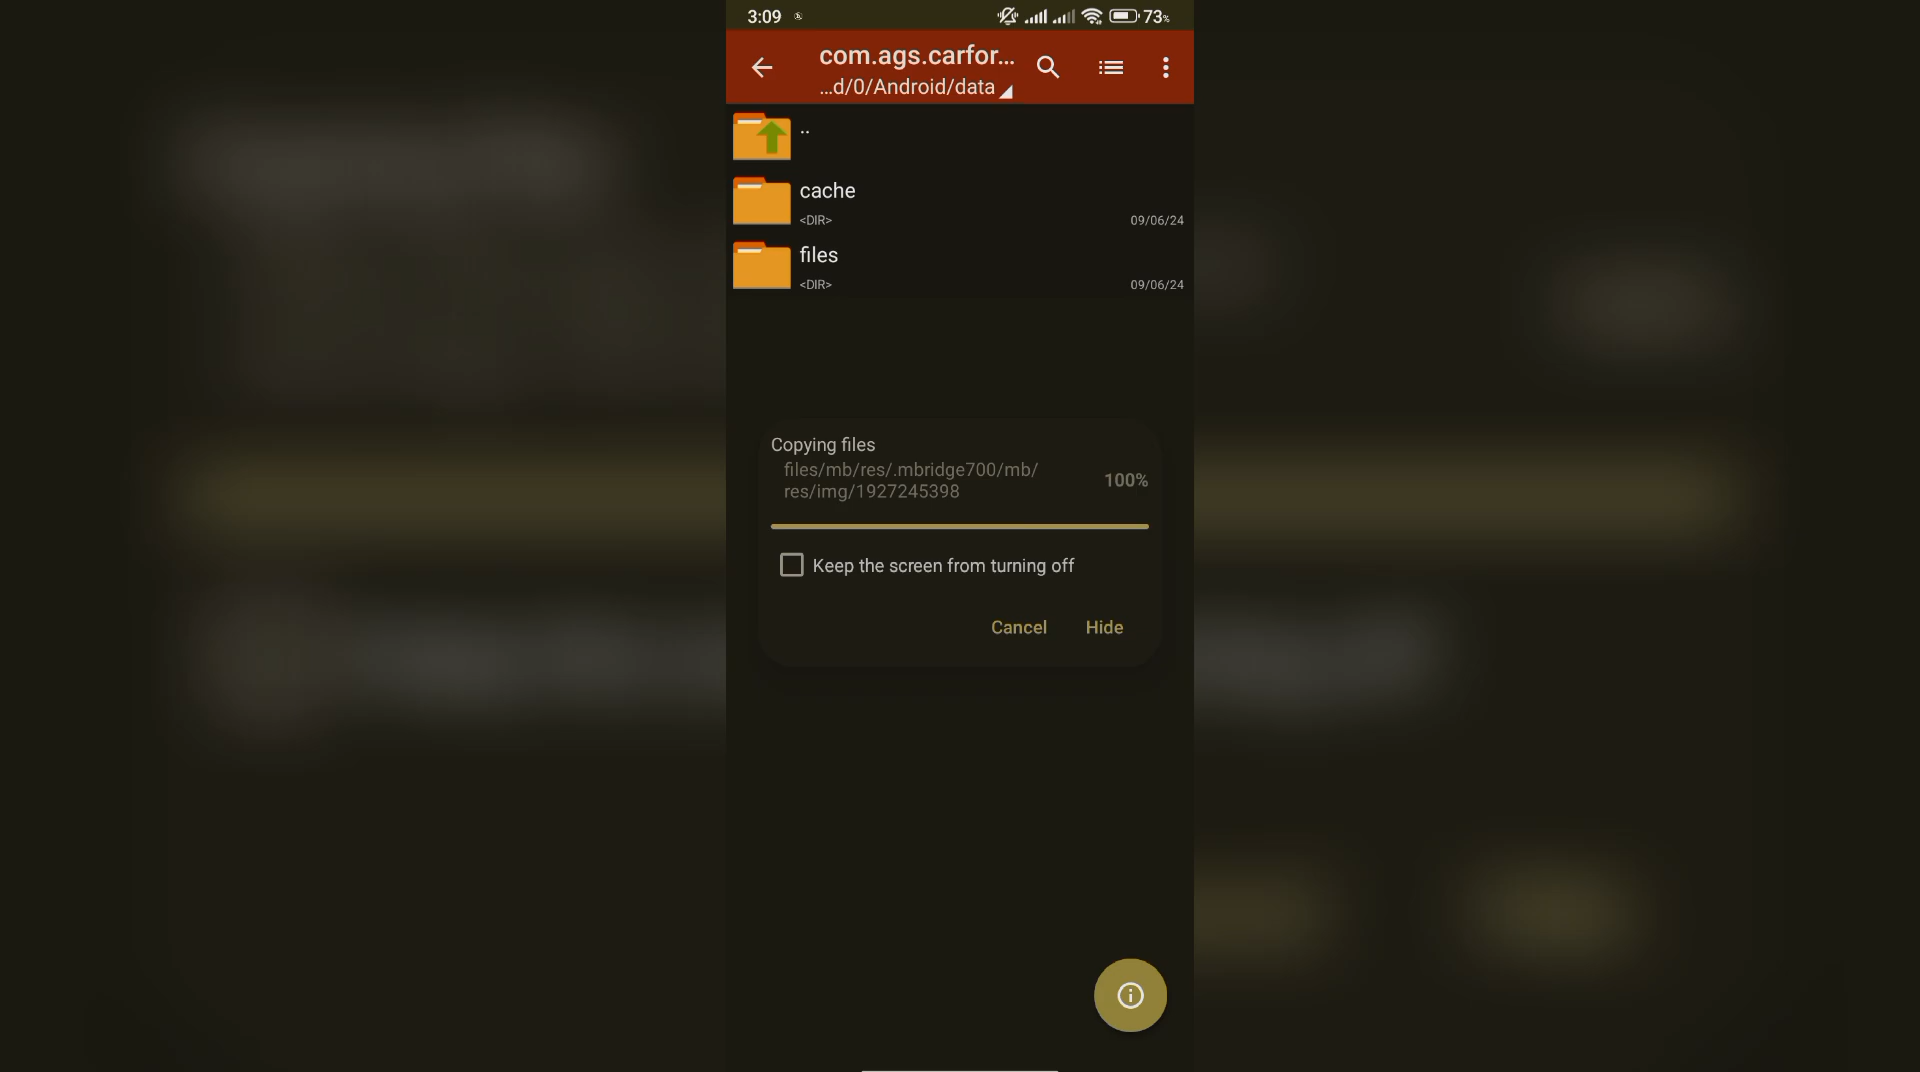 3:09 73%
com.ags.carfor...
...d/0/Android/data
..
cache
<DIR> 09/06/24
files
<DIR> 09/06/24
Copying files
files/mb/res/.mbridge700/mb/
res/img/1927245398
100%
Keep the screen from turning off
Cancel Hide